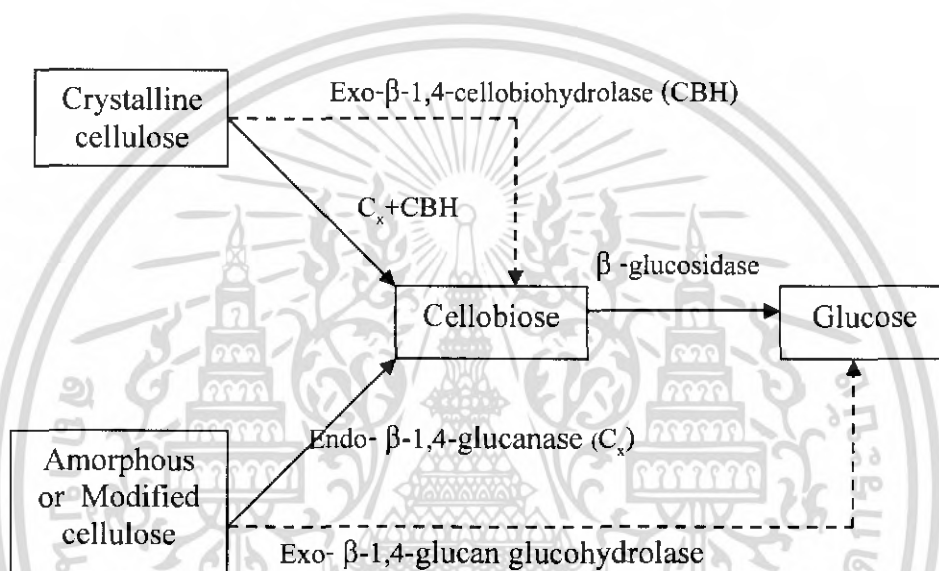 Crystalline
cellulose
Exo-β-1,4-cellobiohydrolase (CBH)
Cₓ+CBH
β -glucosidase
Cellobiose
Glucose
Endo- β-1,4-glucanase (Cₓ)
Amorphous
or Modified
cellulose
Exo- β-1,4-glucan glucohydrolase